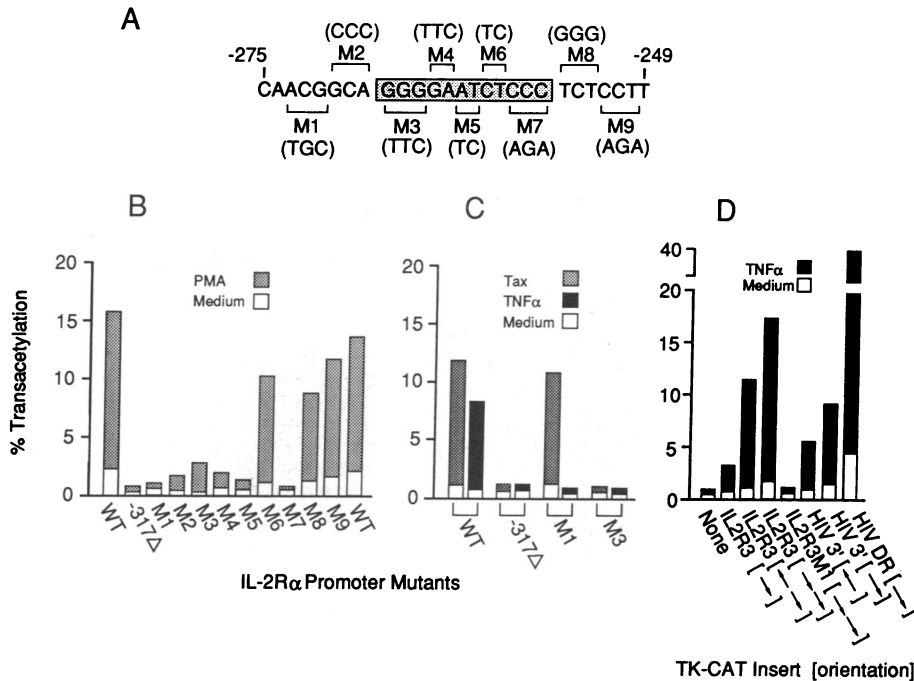 A
(CCC) (TTC) (TC) (GGG)
-275 M2 M4 M6 M8 -249
CAACGGCA GGGGAATCTCCC TCTCCTT
M1 M3 M5 M7 M9
(TGC) (TTC) (TC) (AGA) (AGA)
B
% Transacetylation
20
15
10
5
0
PMA
Medium
WT -317Δ M1 M2 M3 M4 M5 M6 M7 M8 M9 WT
C
20
15
10
5
0
Tax
TNFα
Medium
WT -317Δ M1 M3
IL-2Rα Promoter Mutants
D
40
30
20
15
10
5
0
TNFα
Medium
None
IL2R3 [→]
IL2R3 [→→]
IL2R3 [→→→]
IL2R3M1 [→→]
HIV 3' [←]
HIV 3' [→]
HIV DR [→]
TK-CAT Insert [orientation]